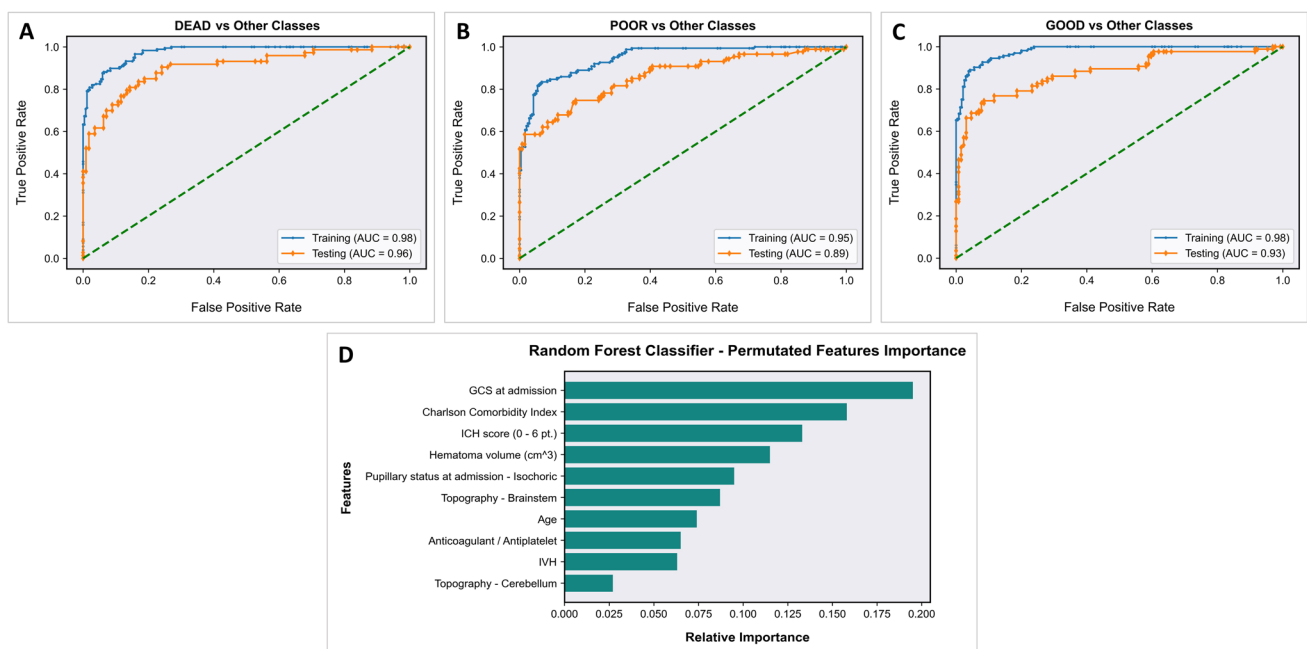 A
DEAD vs Other Classes
True Positive Rate
1.0
0.8
0.6
0.4
0.2
0.0
Training (AUC = 0.98)
Testing (AUC = 0.96)
0.0 0.2 0.4 0.6 0.8 1.0
False Positive Rate
B
POOR vs Other Classes
True Positive Rate
1.0
0.8
0.6
0.4
0.2
0.0
Training (AUC = 0.95)
Testing (AUC = 0.89)
0.0 0.2 0.4 0.6 0.8 1.0
False Positive Rate
C
GOOD vs Other Classes
True Positive Rate
1.0
0.8
0.6
0.4
0.2
0.0
Training (AUC = 0.98)
Testing (AUC = 0.93)
0.0 0.2 0.4 0.6 0.8 1.0
False Positive Rate
D
Random Forest Classifier - Permutated Features Importance
Features
GCS at admission
Charlson Comorbidity Index
ICH score (0 - 6 pt.)
Hematoma volume (cm^3)
Pupillary status at admission - Isochoric
Topography - Brainstem
Age
Anticoagulant / Antiplatelet
IVH
Topography - Cerebellum
0.000 0.025 0.050 0.075 0.100 0.125 0.150 0.175 0.200
Relative Importance